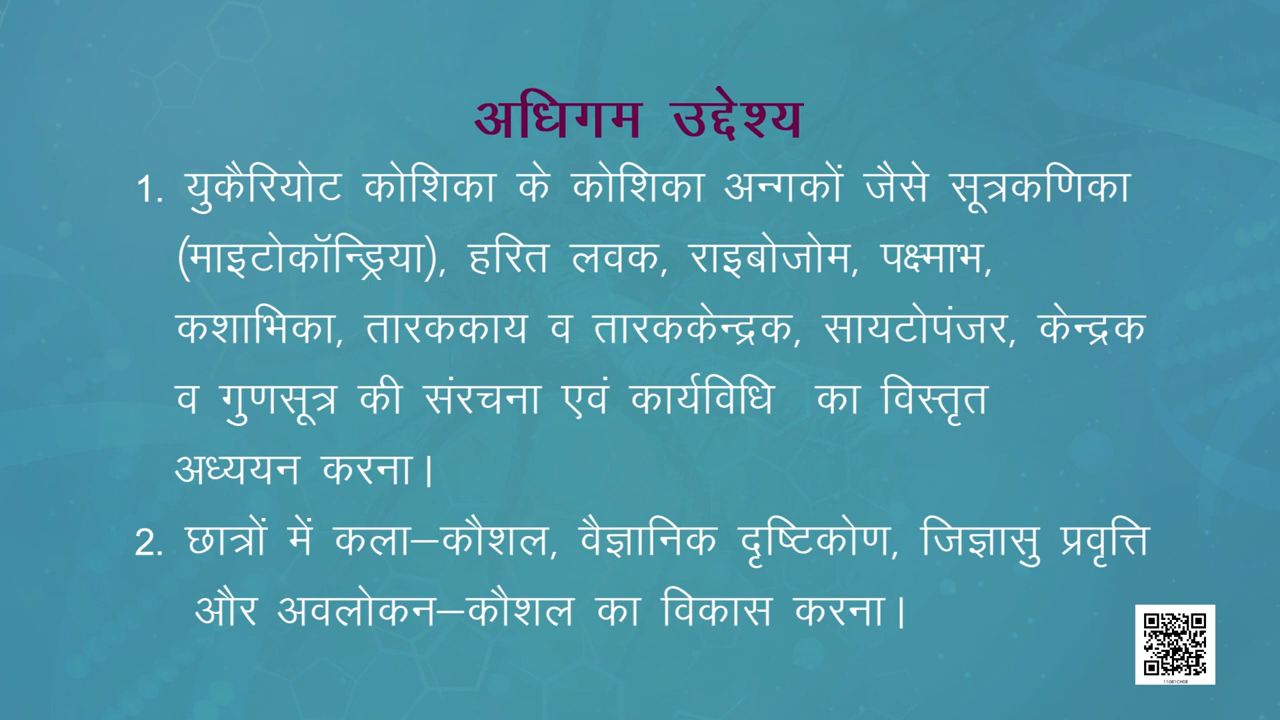 अधिगम उद्देश्य
1. युकैरियोट कोशिका के कोशिका अन्गकों जैसे सूत्रकणिका
(माइटोकॉन्ड्रिया), हरित लवक, राइबोजोम, पक्ष्माभ,
कशाभिका, तारककाय व तारककेन्द्रक, सायटोपंजर, केन्द्रक
व गुणसूत्र की संरचना एवं कार्यविधि का विस्तृत
अध्ययन करना।
2. छात्रों में कला–कौशल, वैज्ञानिक दृष्टिकोण, जिज्ञासु प्रवृत्ति
और अवलोकन–कौशल का विकास करना।